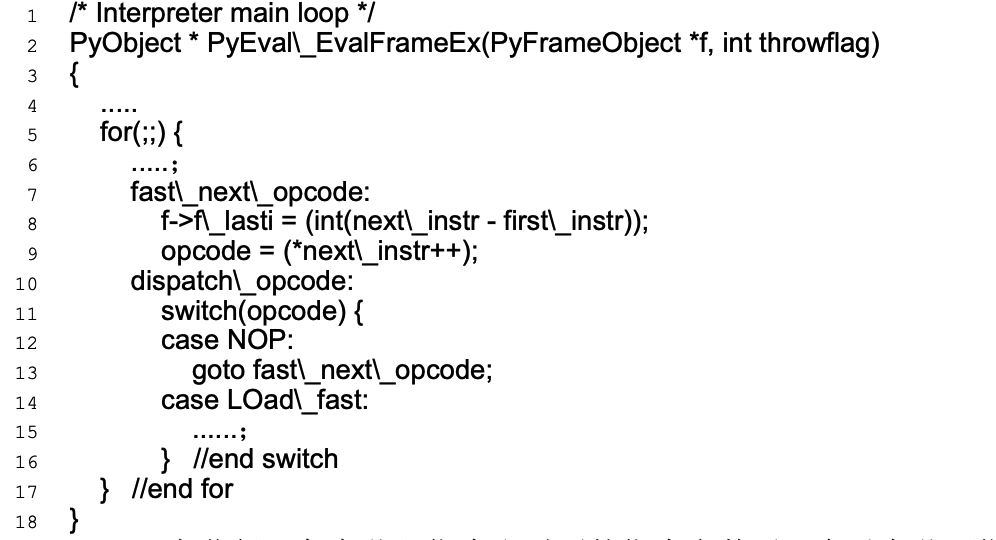 1 /* Interpreter main loop */
2 PyObject * PyEval\_EvalFrameEx(PyFrameObject *f, int throwflag)
3 {
4 .....
5 for(;;) {
6 .....;
7 fast\_next\_opcode:
8 f->f\_lasti = (int(next\_instr - first\_instr));
9 opcode = (*next\_instr++);
10 dispatch\_opcode:
11 switch(opcode) {
12 case NOP:
13 goto fast\_next\_opcode;
14 case LOad\_fast:
15 ......;
16 } //end switch
17 } //end for
18 }